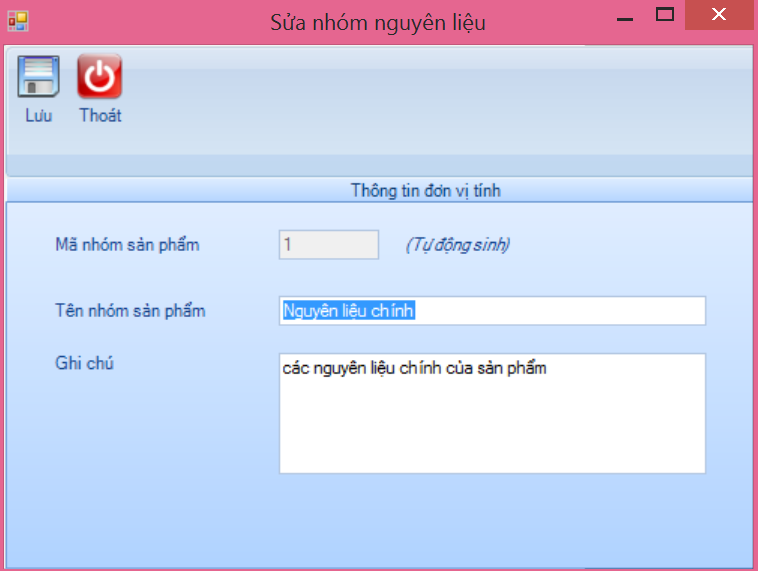 Sửa nhóm nguyên liệu
Lưu Thoát
Thông tin đơn vị tính
Mã nhóm sản phẩm 1 (Tự động sinh)
Tên nhóm sản phẩm Nguyên liệu chính
Ghi chú các nguyên liệu chính của sản phẩm